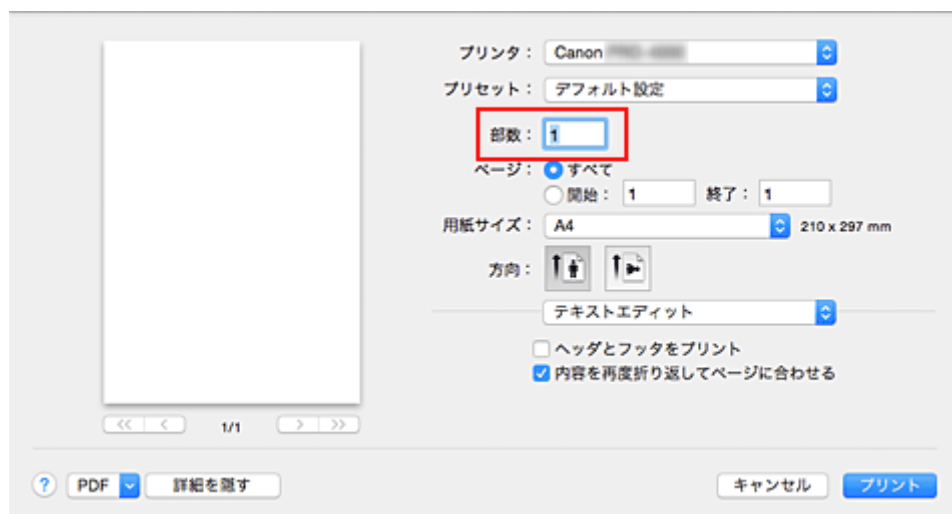 プリンタ： Canon
プリセット： デフォルト設定
部数： 1
ページ： すべて
開始： 1 終了： 1
用紙サイズ： A4 210 x 297 mm
方向：
テキストエディット
ヘッダとフッタをプリント
内容を再度折り返してページに合わせる
1/1
? PDF 詳細を隠す キャンセル プリント